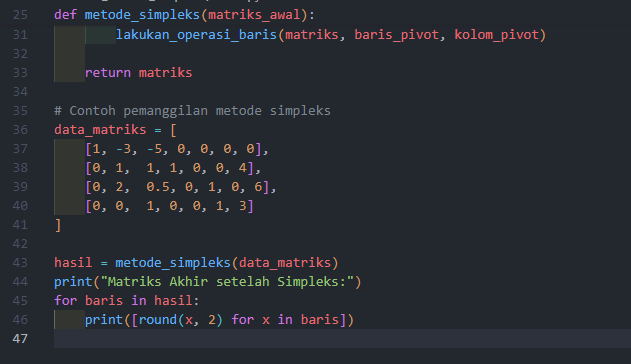 25 def metode_simpleks(matriks_awal):
31         lakukan_operasi_baris(matriks, baris_pivot, kolom_pivot)
32
33     return matriks
34
35 # Contoh pemanggilan metode simpleks
36 data_matriks = [
37     [1, -3, -5, 0, 0, 0, 0],
38     [0, 1,  1, 1, 0, 0, 4],
39     [0, 2,  0.5, 0, 1, 0, 6],
40     [0, 0,  1, 0, 0, 1, 3]
41 ]
42
43 hasil = metode_simpleks(data_matriks)
44 print("Matriks Akhir setelah Simpleks:")
45 for baris in hasil:
46     print([round(x, 2) for x in baris])
47